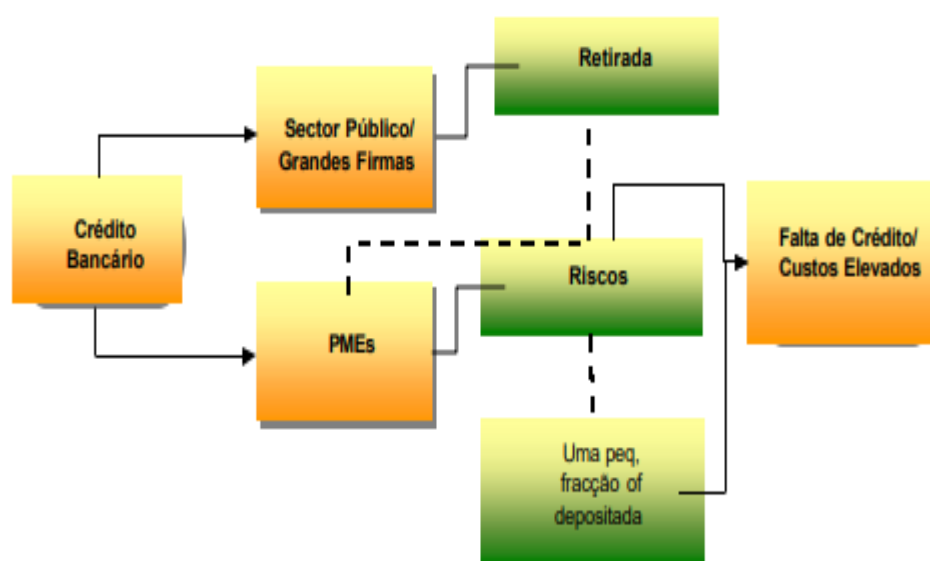 Retirada
Sector Público/
Grandes Firmas
Crédito
Bancário
Falta de Crédito/
Custos Elevados
Riscos
PMEs
Uma peq,
fracção of
depositada